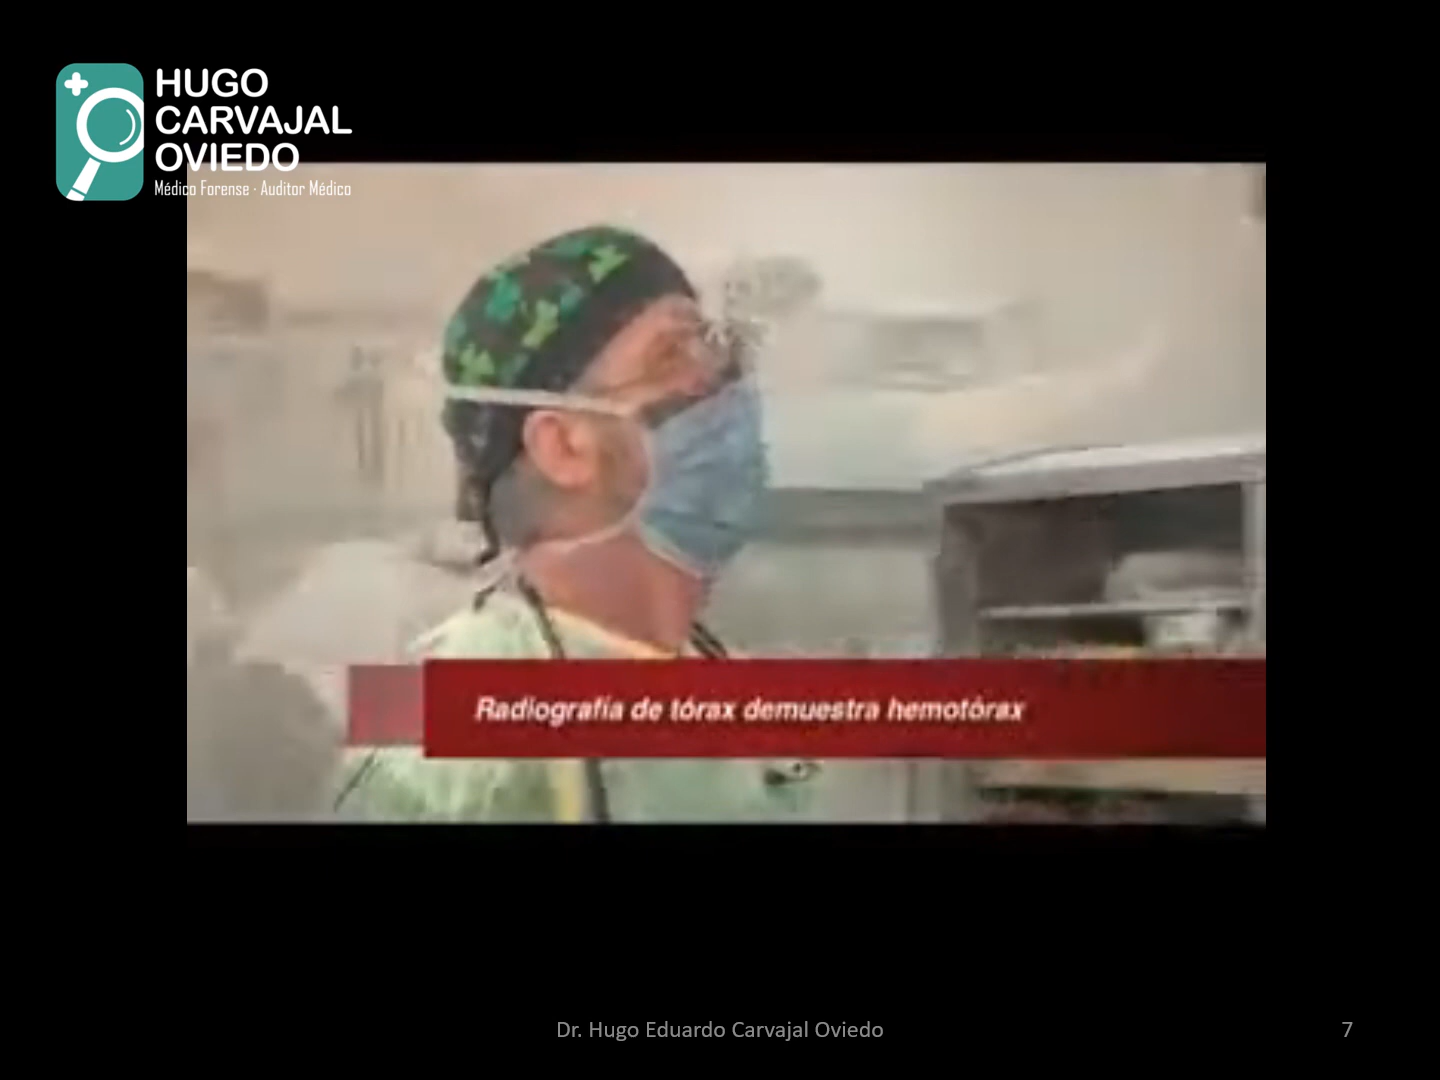 HUGO
CARVAJAL
OVIEDO
Médico Forense · Auditor Médico
Radiografía de tórax demuestra hemotórax
Dr. Hugo Eduardo Carvajal Oviedo
7